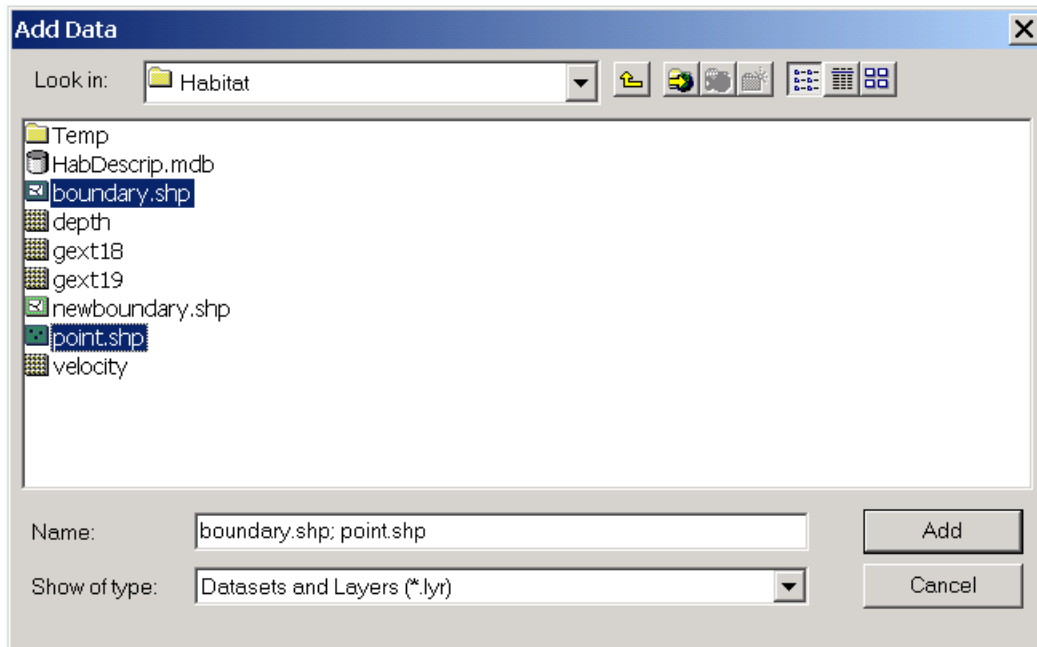 Add Data
Look in: Habitat
Temp
HabDescrip.mdb
boundary.shp
depth
gext18
gext19
newboundary.shp
point.shp
velocity
Name: boundary.shp; point.shp Add
Show of type: Datasets and Layers (*.lyr) Cancel